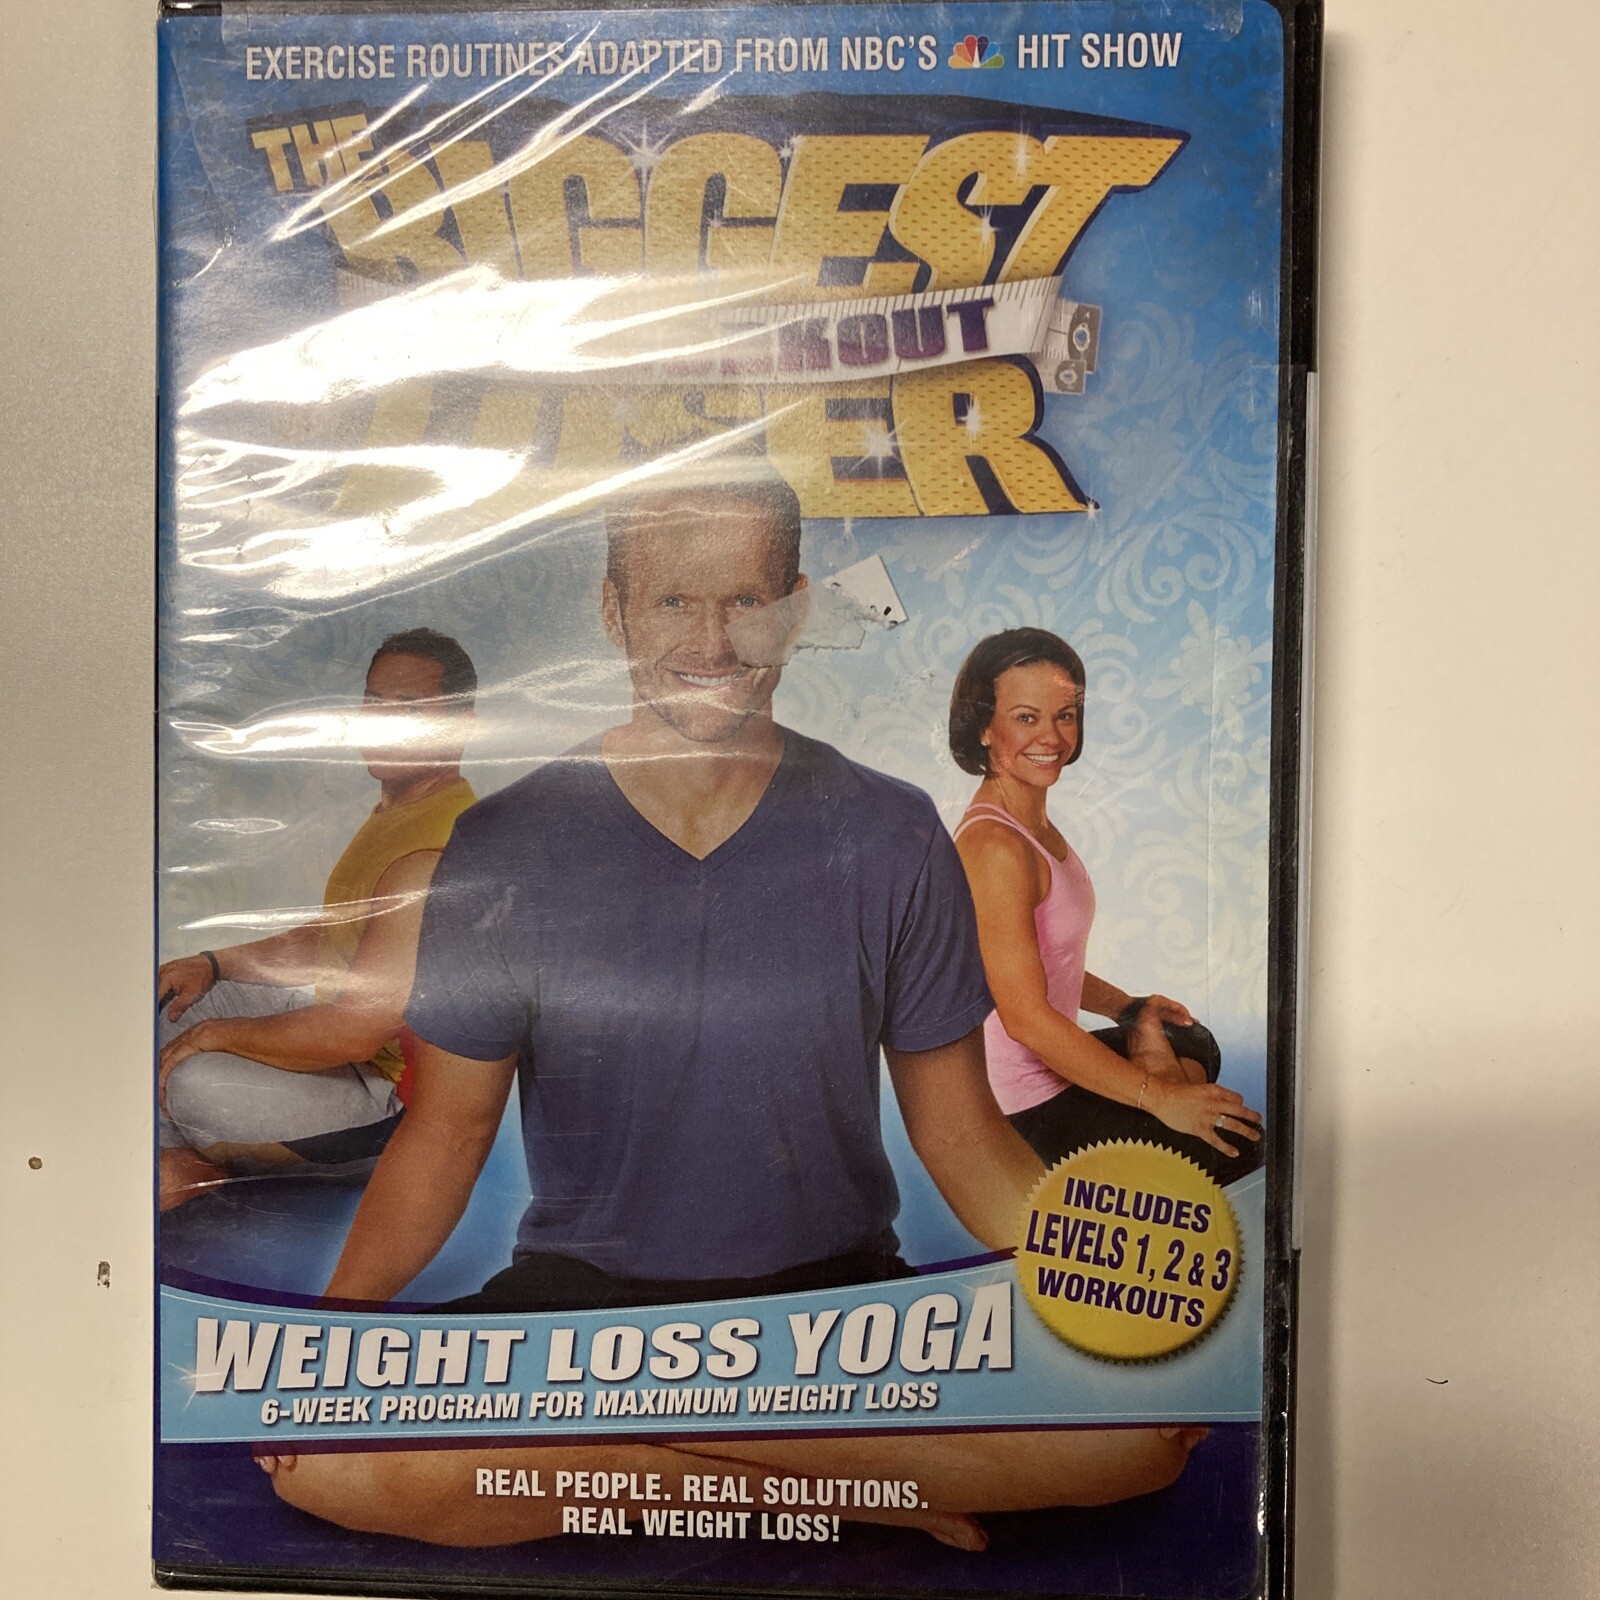 EXERCISE ROUTINES ADAPTED FROM NBC'S HIT SHOW
THE
BIGGEST
WORKOUT
LOSER
INCLUDES
LEVELS 1, 2 & 3
WORKOUTS
WEIGHT LOSS YOGA
6-WEEK PROGRAM FOR MAXIMUM WEIGHT LOSS
REAL PEOPLE. REAL SOLUTIONS.
REAL WEIGHT LOSS!